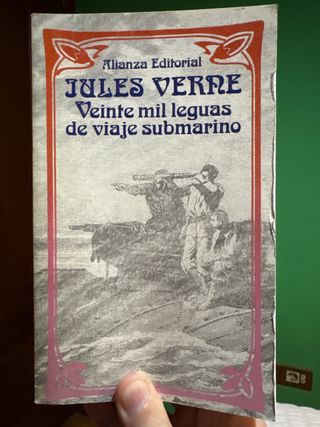 Alianza Editorial
JULES VERNE
Veinte mil leguas
de viaje submarino